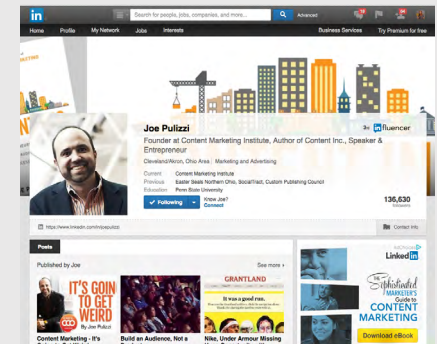 in
Search for people, jobs, companies, and more...
Advanced
Home Profile My Network Jobs Interests Business Services Try Premium for free
Joe Pulizzi
influencer
Founder at Content Marketing Institute, Author of Content Inc., Speaker &
Entrepreneur
Cleveland/Akron, Ohio Area Marketing and Advertising
Current Content Marketing Institute
Previous Easter Seals Northern Ohio, SocialTract, Custom Publishing Council
Education Penn State University
Following
Know Joe?
Connect
136,630
followers
https://www.linkedin.com/in/joepulizzi
Contact Info
Posts
Published by Joe
See more
IT'S GOIN
TO GET
WEIRD
By Joe Pulizzi
Content Marketing - It's
Build an Audience, Not a
GRANTLAND
It was a good run.
Nike, Under Armour Missing
LinkedIn
THE
Sophisticated
MARKETER'S
Guide to
CONTENT
MARKETING
Download eBook